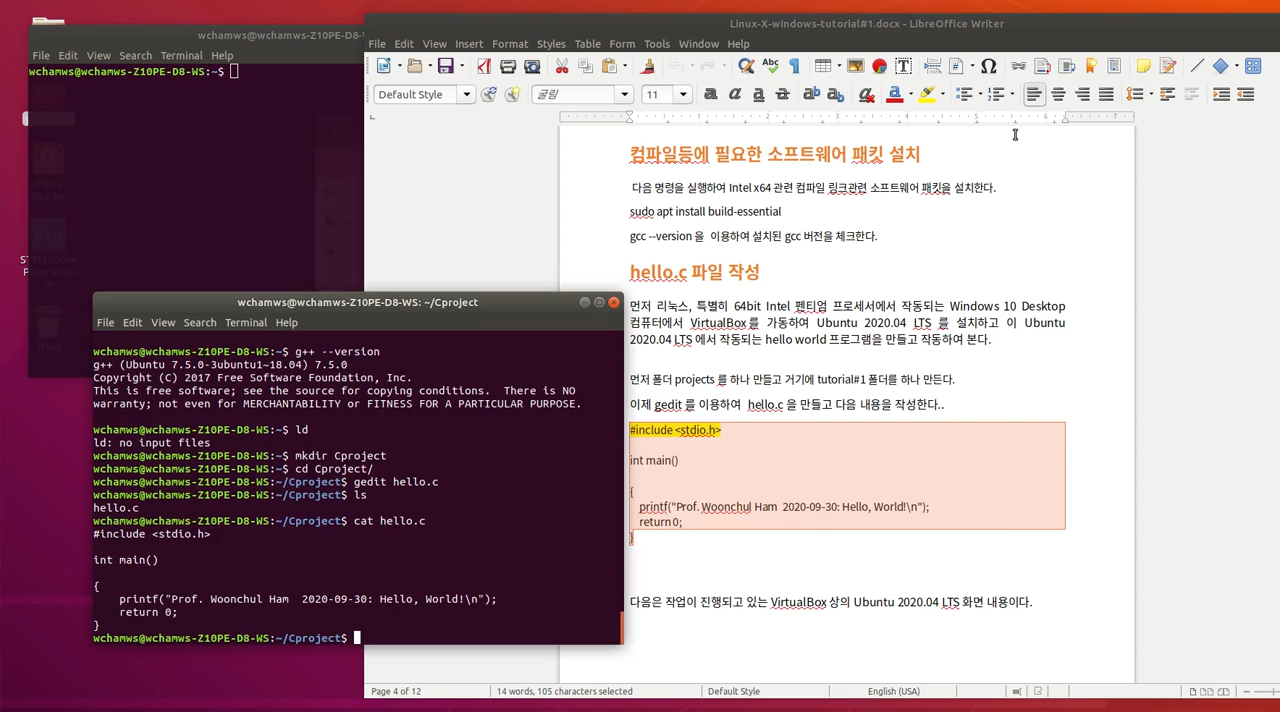 wchamws@wchamws-Z10PE-D8-W
File Edit View Search Terminal Help
wchamws@wchamws-Z10PE-D8-WS:~$
Trash
Linux-X-windows-tutorial#1.docx - LibreOffice Writer
File Edit View Insert Format Styles Table Form Tools Window Help
Default Style 굴림 11
1 2 3 4 5 6 7
컴파일등에 필요한 소프트웨어 패킷 설치
다음 명령을 실행하여 Intel x64 관련 컴파일 링크관련 소프트웨어 패킷을 설치한다.
sudo apt install build-essential
gcc --version 을 이용하여 설치된 gcc 버전을 체크한다.
hello.c 파일 작성
먼저 리눅스, 특별히 64bit Intel 펜티엄 프로세서에서 작동되는 Windows 10 Desktop
컴퓨터에서 VirtualBox를 가동하여 Ubuntu 2020.04 LTS 를 설치하고 이 Ubuntu
2020.04 LTS 에서 작동되는 hello world 프로그램을 만들고 작동하여 본다.
먼저 폴더 projects 를 하나 만들고 거기에 tutorial#1 폴더를 하나 만든다.
이제 gedit 를 이용하여 hello.c 을 만들고 다음 내용을 작성한다..
#include <stdio.h>
int main()
{
printf("Prof. Woonchul Ham 2020-09-30: Hello, World!\n");
return 0;
}
다음은 작업이 진행되고 있는 VirtualBox 상의 Ubuntu 2020.04 LTS 화면 내용이다.
Page 4 of 12 14 words, 105 characters selected Default Style English (USA)
wchamws@wchamws-Z10PE-D8-WS: ~/Cproject
File Edit View Search Terminal Help
wchamws@wchamws-Z10PE-D8-WS:~$ g++ --version
g++ (Ubuntu 7.5.0-3ubuntu1~18.04) 7.5.0
Copyright (C) 2017 Free Software Foundation, Inc.
This is free software; see the source for copying conditions.  There is NO
warranty; not even for MERCHANTABILITY or FITNESS FOR A PARTICULAR PURPOSE.
wchamws@wchamws-Z10PE-D8-WS:~$ ld
ld: no input files
wchamws@wchamws-Z10PE-D8-WS:~$ mkdir Cproject
wchamws@wchamws-Z10PE-D8-WS:~$ cd Cproject/
wchamws@wchamws-Z10PE-D8-WS:~/Cproject$ gedit hello.c
wchamws@wchamws-Z10PE-D8-WS:~/Cproject$ ls
hello.c
wchamws@wchamws-Z10PE-D8-WS:~/Cproject$ cat hello.c
#include <stdio.h>
int main()
{
printf("Prof. Woonchul Ham  2020-09-30: Hello, World!\n");
return 0;
}
wchamws@wchamws-Z10PE-D8-WS:~/Cproject$